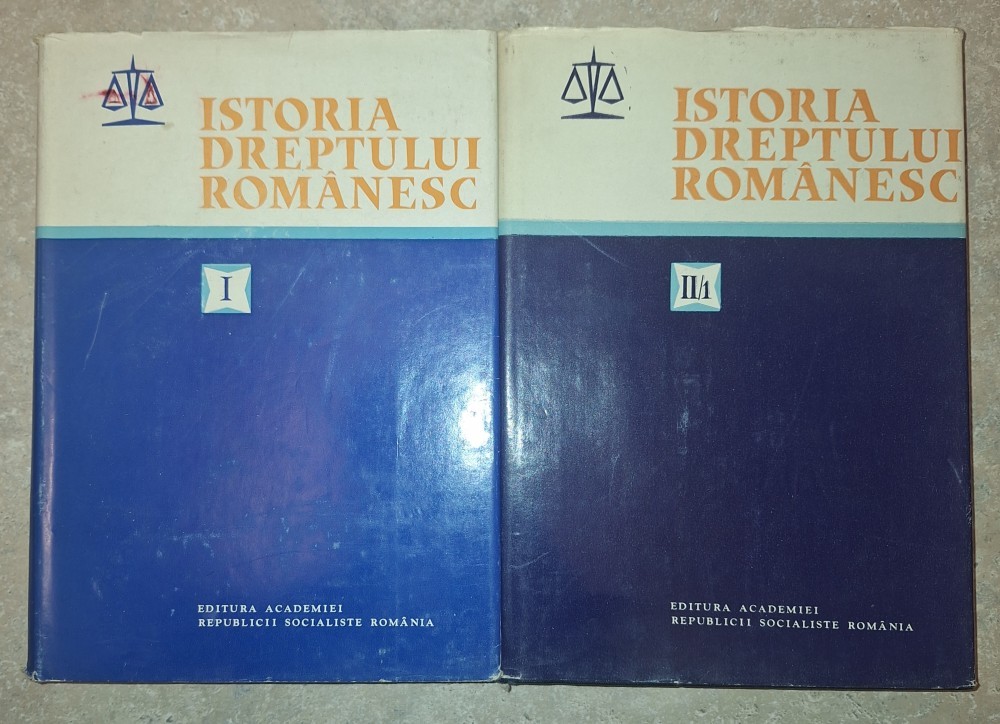 ISTORIA
DREPTULUI
ROMÂNESC
I
EDITURA ACADEMIEI
REPUBLICII SOCIALISTE ROMÂNIA
ISTORIA
DREPTULUI
ROMÂNESC
II/1
EDITURA ACADEMIEI
REPUBLICII SOCIALISTE ROMÂNIA